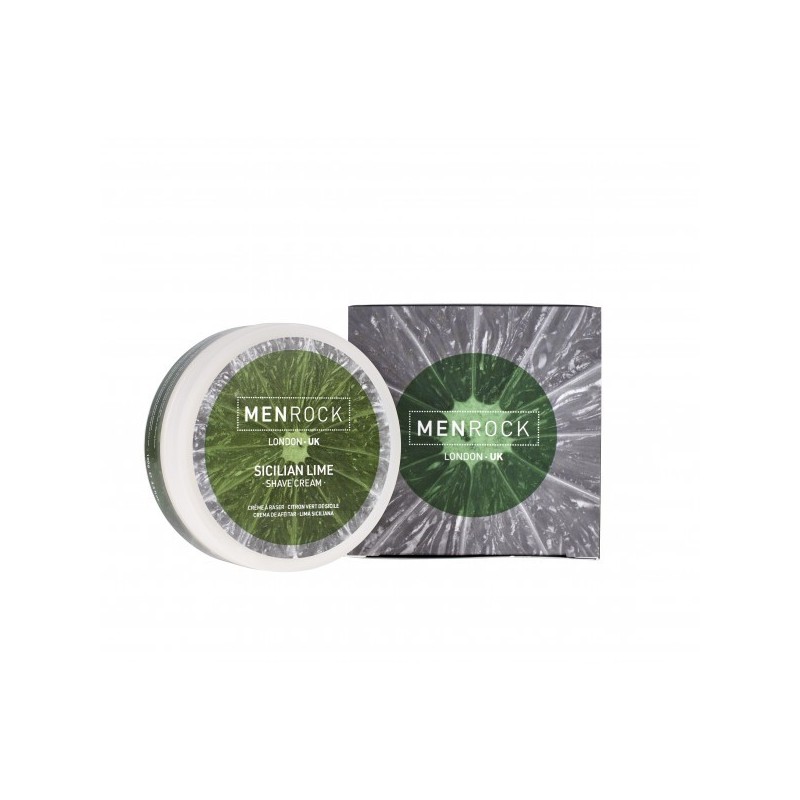 MENROCK
LONDON - UK
SICILIAN LIME
- SHAVE CREAM -
CRÈME À RASER · CITRON VERT DE SICILE
CREMA DE AFEITAR · LIMA SICILIANA
MENROCK
LONDON - UK